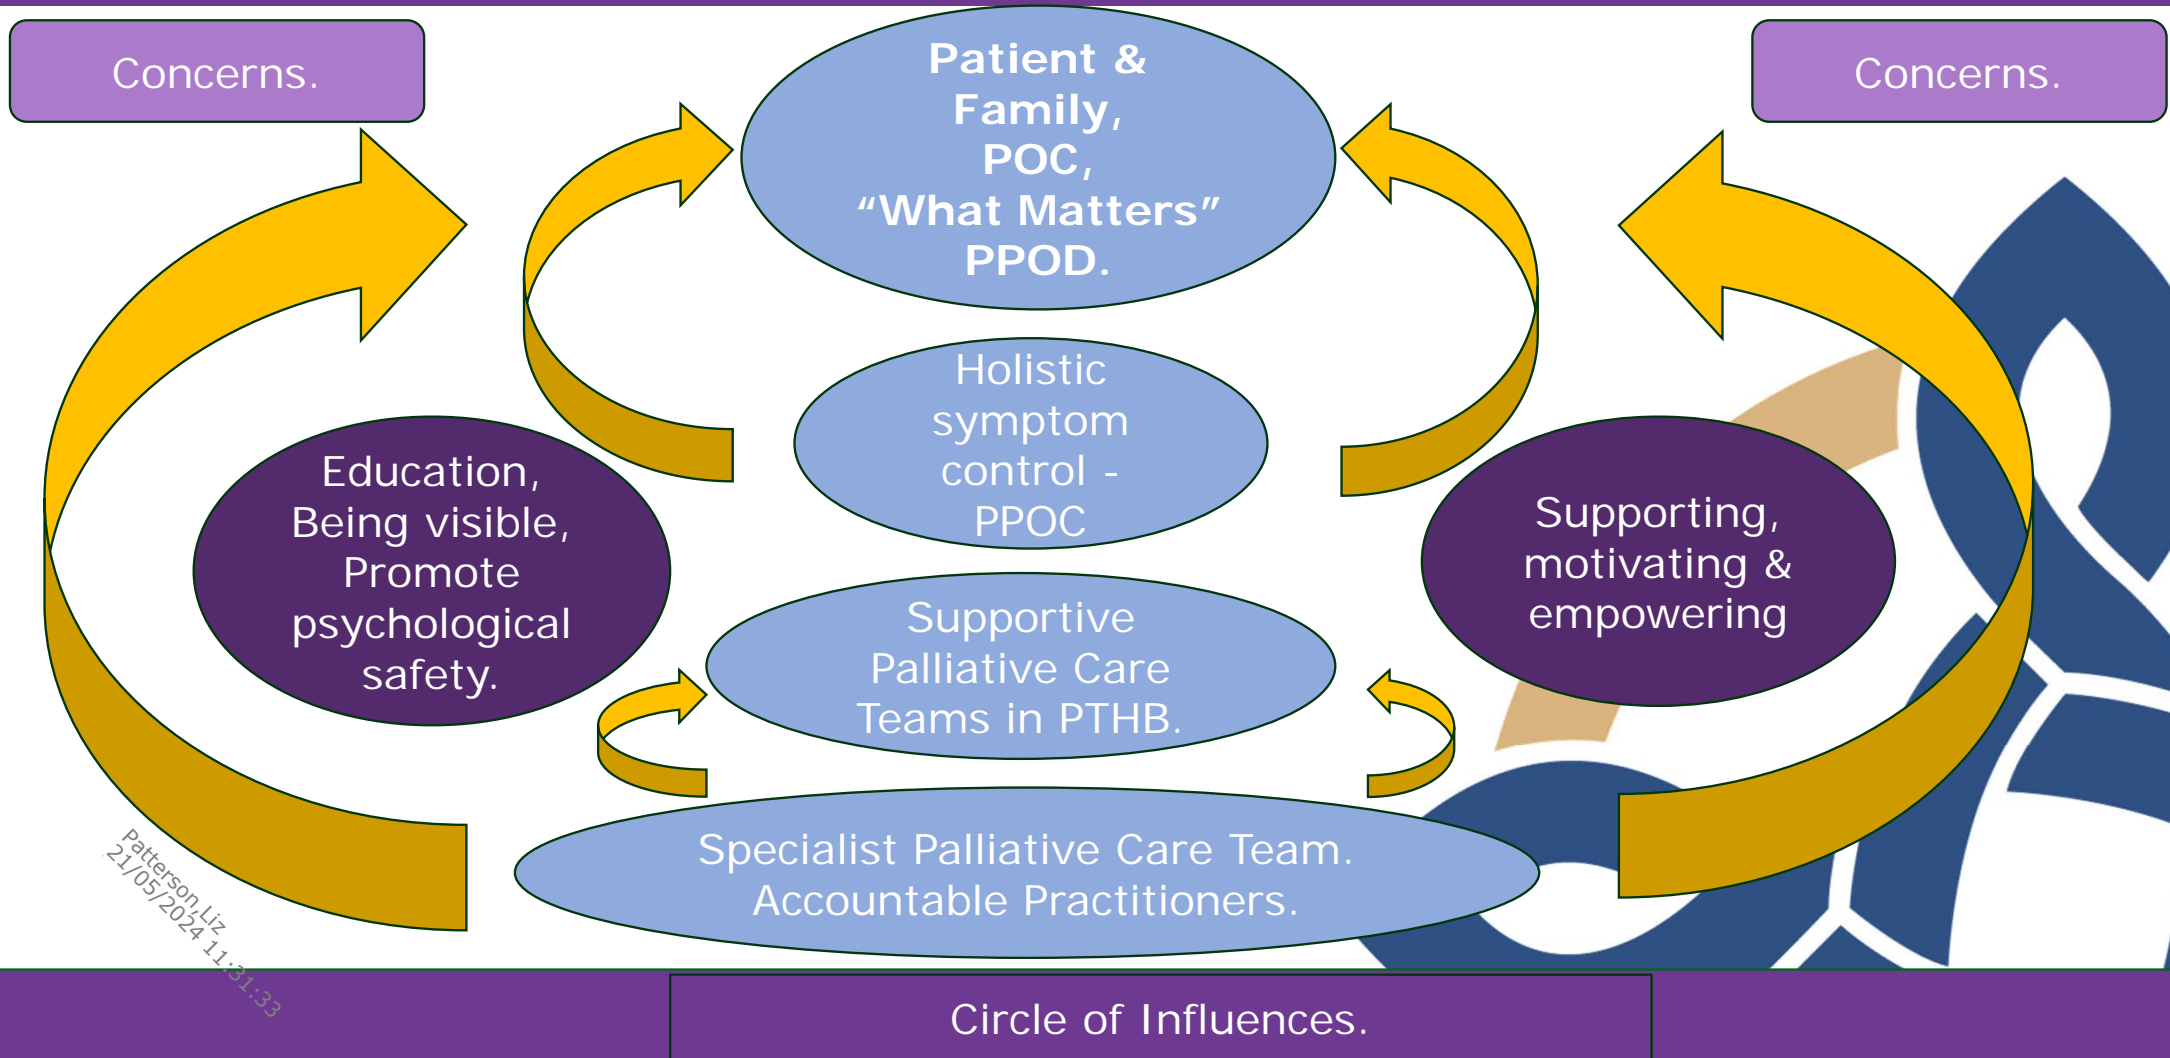 Concerns.
Concerns.
Patient &
Family,
POC,
“What Matters”
PPOD.
Holistic
symptom
control -
PPOC
Education,
Being visible,
Promote
psychological
safety.
Supporting,
motivating &
empowering
Supportive
Palliative Care
Teams in PTHB.
Specialist Palliative Care Team.
Accountable Practitioners.
Patterson,Liz
21/05/2024 11:31:33
Circle of Influences.